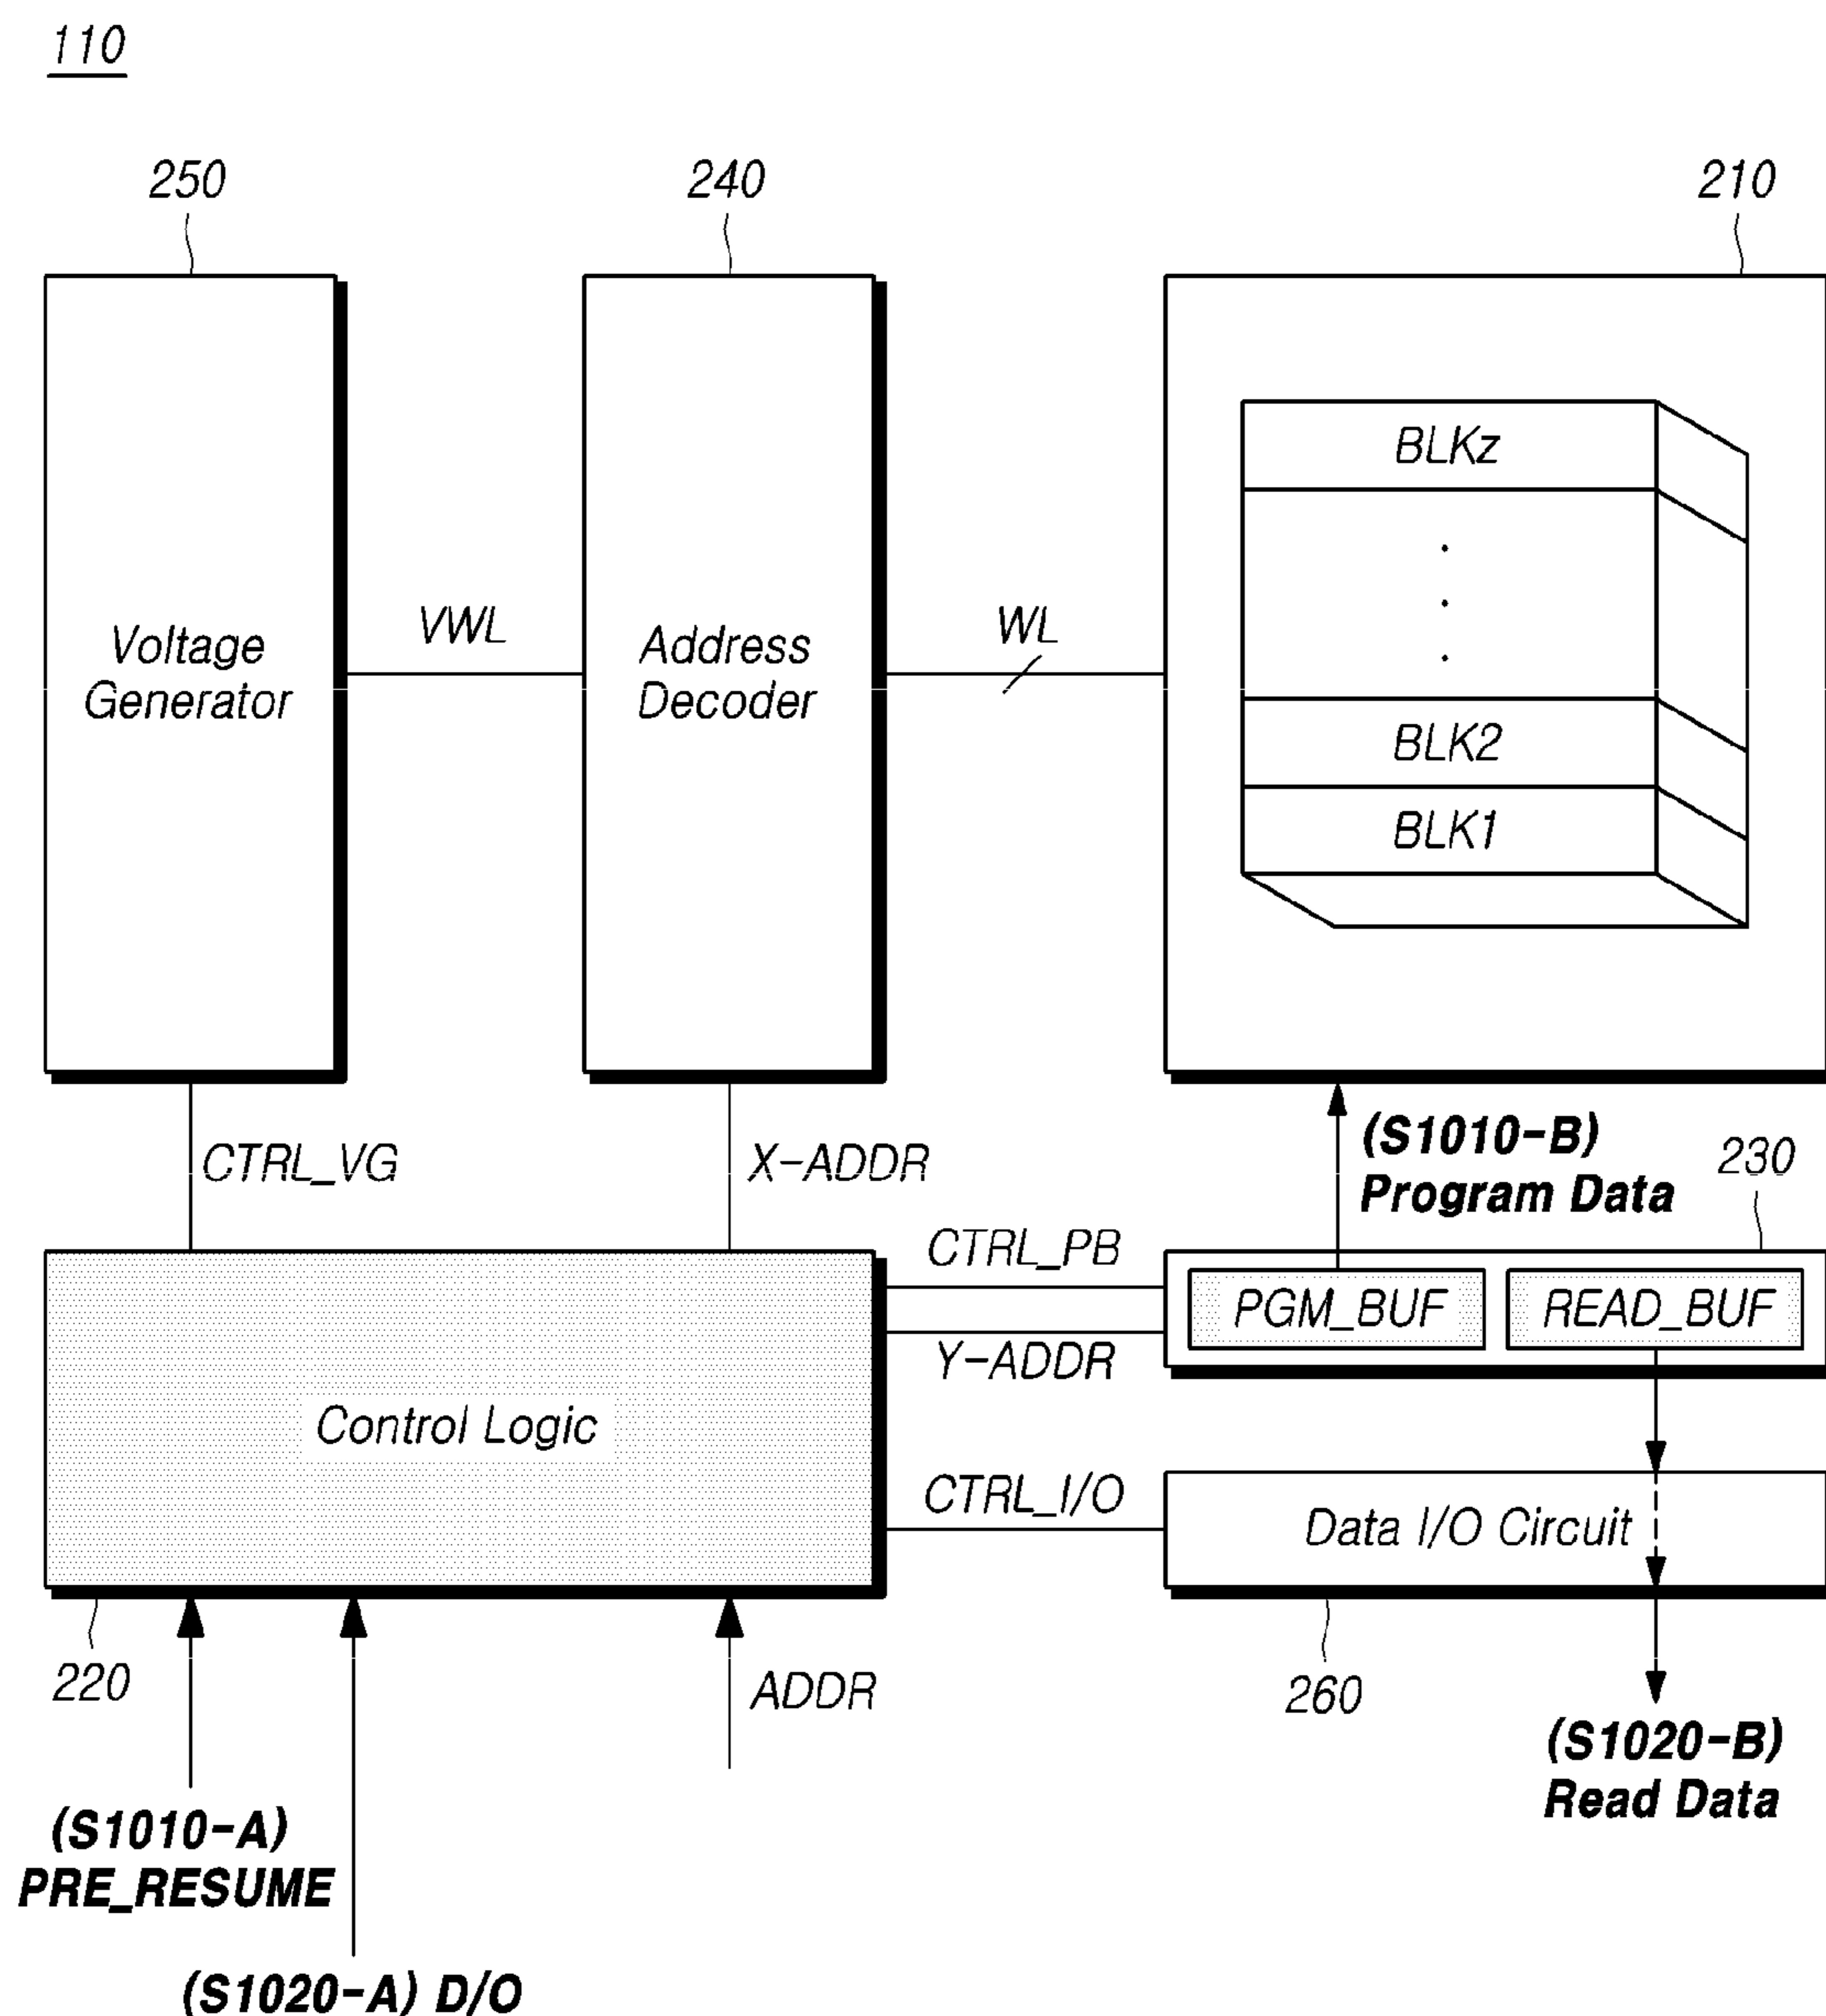 110
250
240
210
Voltage
Generator
VWL
Address
Decoder
WL
BLKz
BLK2
BLK1
CTRL_VG
X-ADDR
(S1010-B)
Program Data
230
CTRL_PB
PGM_BUF
READ_BUF
Y-ADDR
Control Logic
CTRL_I/O
Data I/O Circuit
220
ADDR
260
(S1010-A)
PRE_RESUME
(S1020-B)
Read Data
(S1020-A) D/O